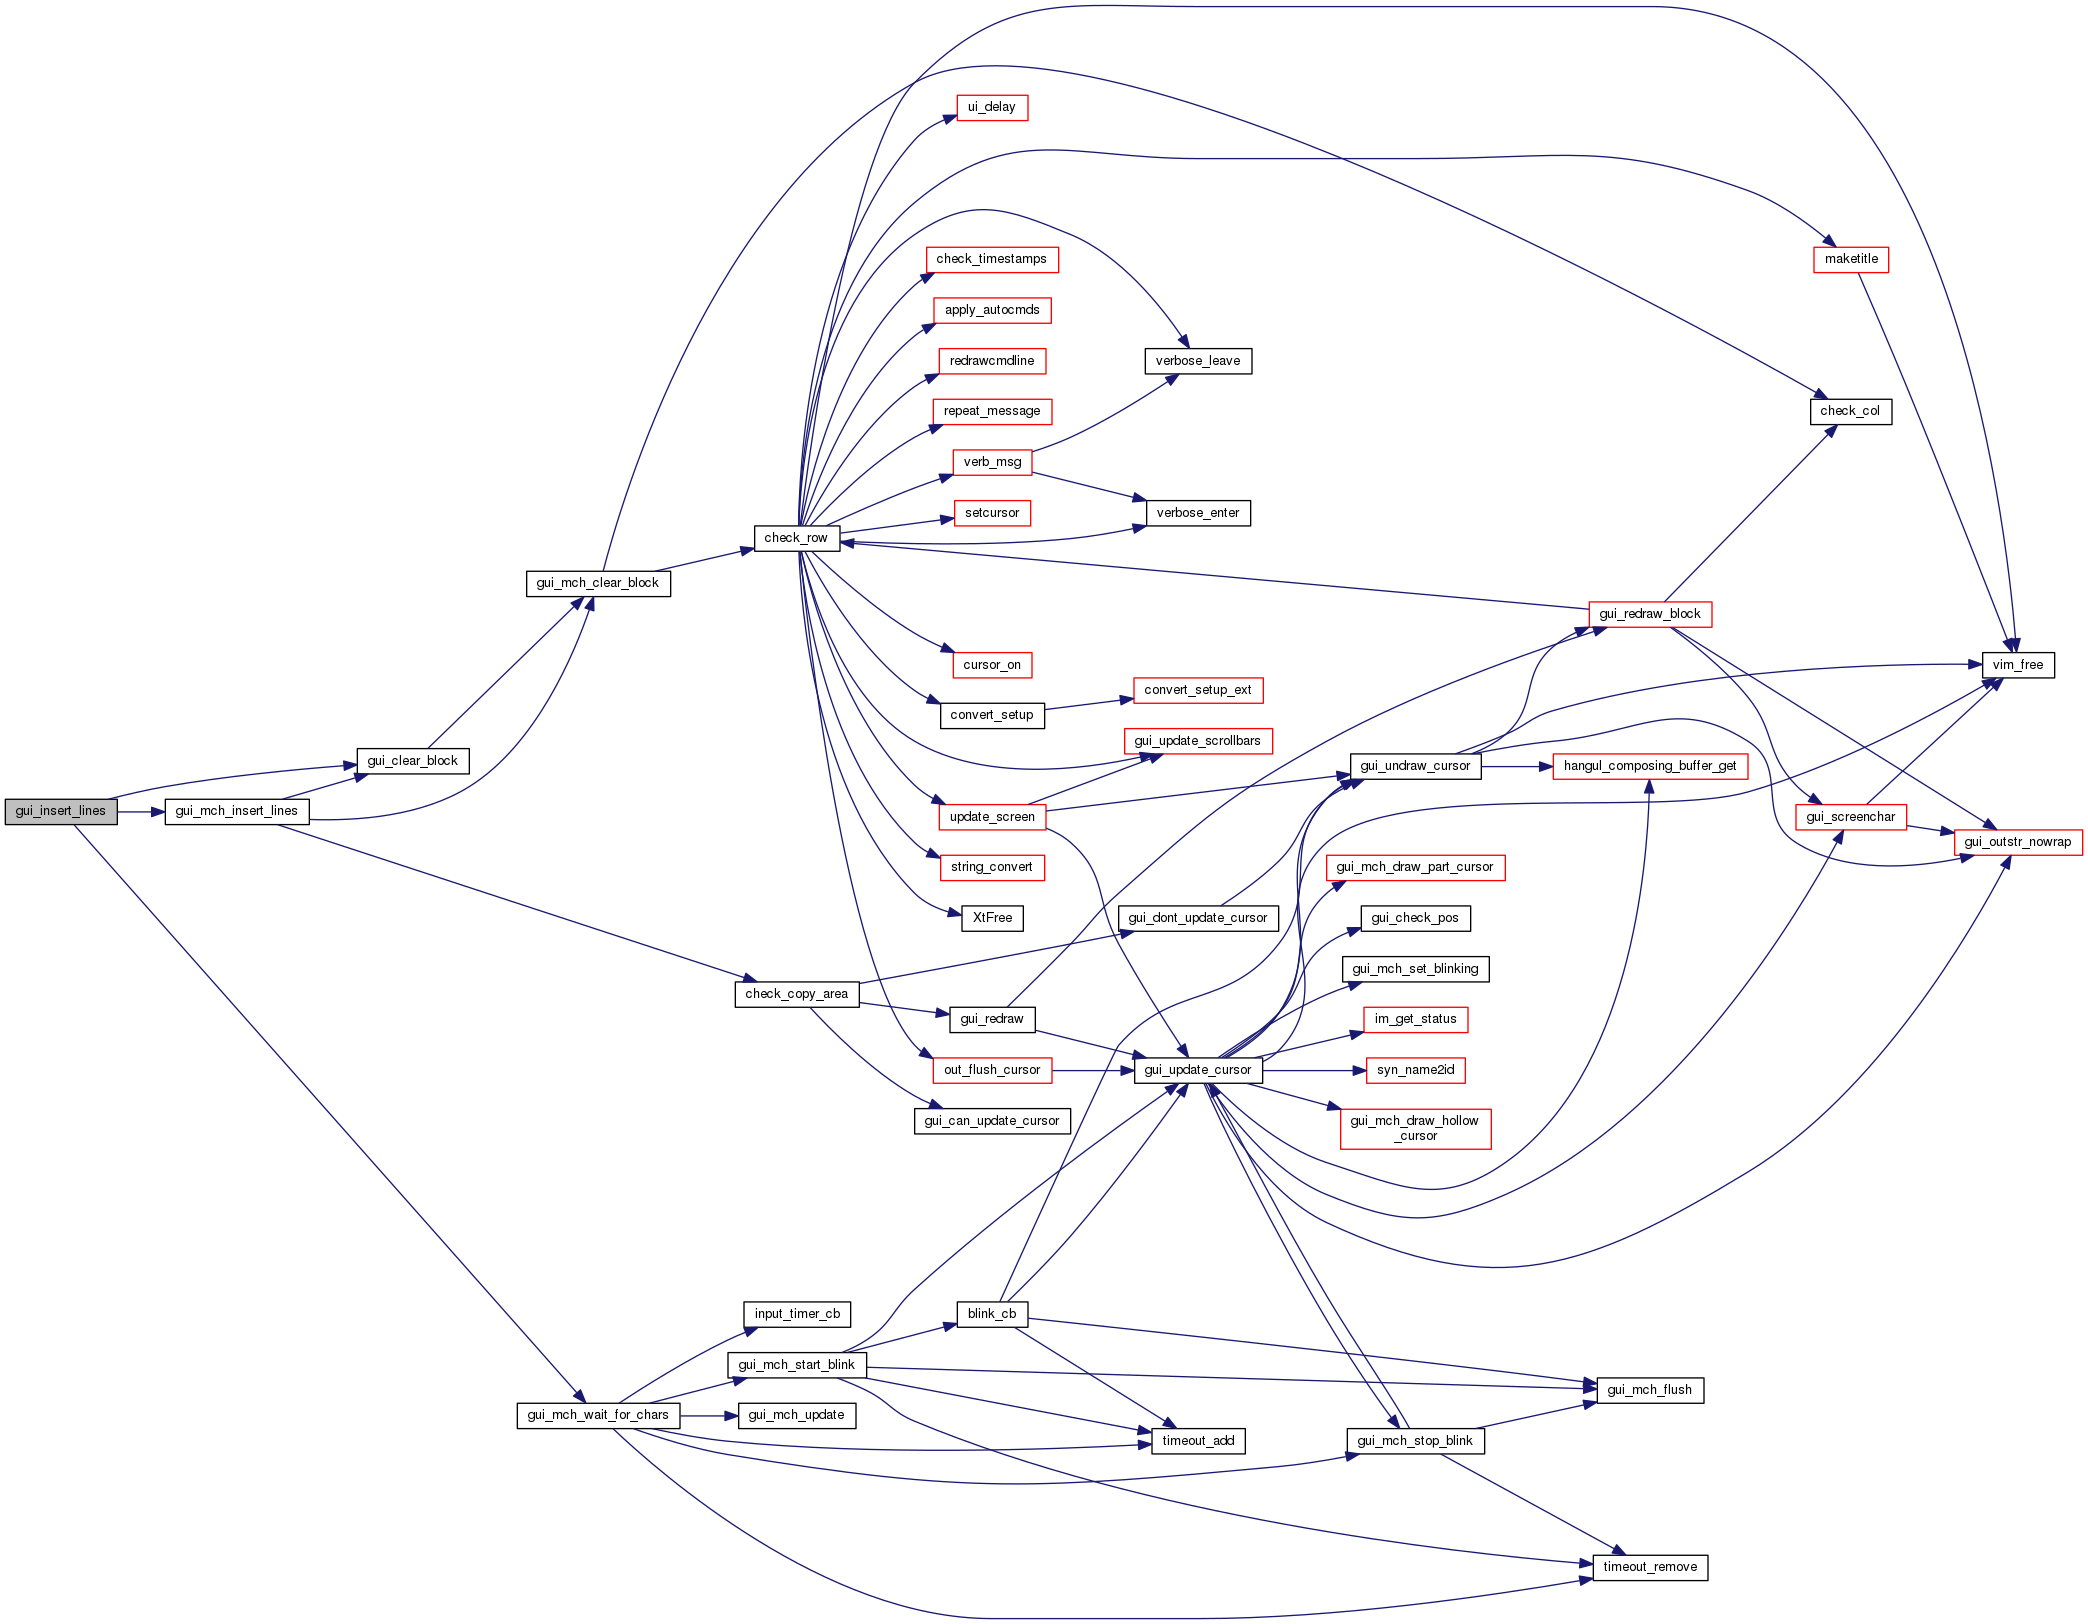 ui_delay
check_timestamps
maketitle
apply_autocmds
redrawcmdline
verbose_leave
repeat_message
check_col
verb_msg
setcursor
verbose_enter
check_row
gui_mch_clear_block
gui_redraw_block
cursor_on
vim_free
convert_setup_ext
convert_setup
gui_update_scrollbars
gui_clear_block
gui_undraw_cursor
hangul_composing_buffer_get
gui_insert_lines
gui_mch_insert_lines
update_screen
gui_screenchar
gui_outstr_nowrap
string_convert
gui_mch_draw_part_cursor
XtFree
gui_dont_update_cursor
gui_check_pos
gui_mch_set_blinking
check_copy_area
gui_redraw
im_get_status
out_flush_cursor
gui_update_cursor
syn_name2id
gui_can_update_cursor
gui_mch_draw_hollow
_cursor
input_timer_cb
blink_cb
gui_mch_start_blink
gui_mch_flush
gui_mch_wait_for_chars
gui_mch_update
timeout_add
gui_mch_stop_blink
timeout_remove